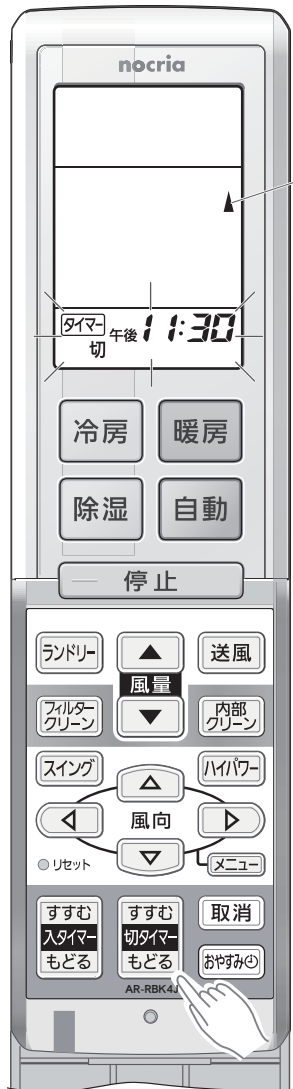 nocria
タイマー 午後 11:30
切
冷房 暖房
除湿 自動
停止
ランドリー ▲ 送風
風量
フィルター
クリーン ▼ 内部
クリーン
スイング △ ハイパワー
◁ 風向 ▷
リセット ▽ メニュー
すすむ すすむ 取消
入タイマー 切タイマー
もどる もどる おやすみ
AR-RBK4J